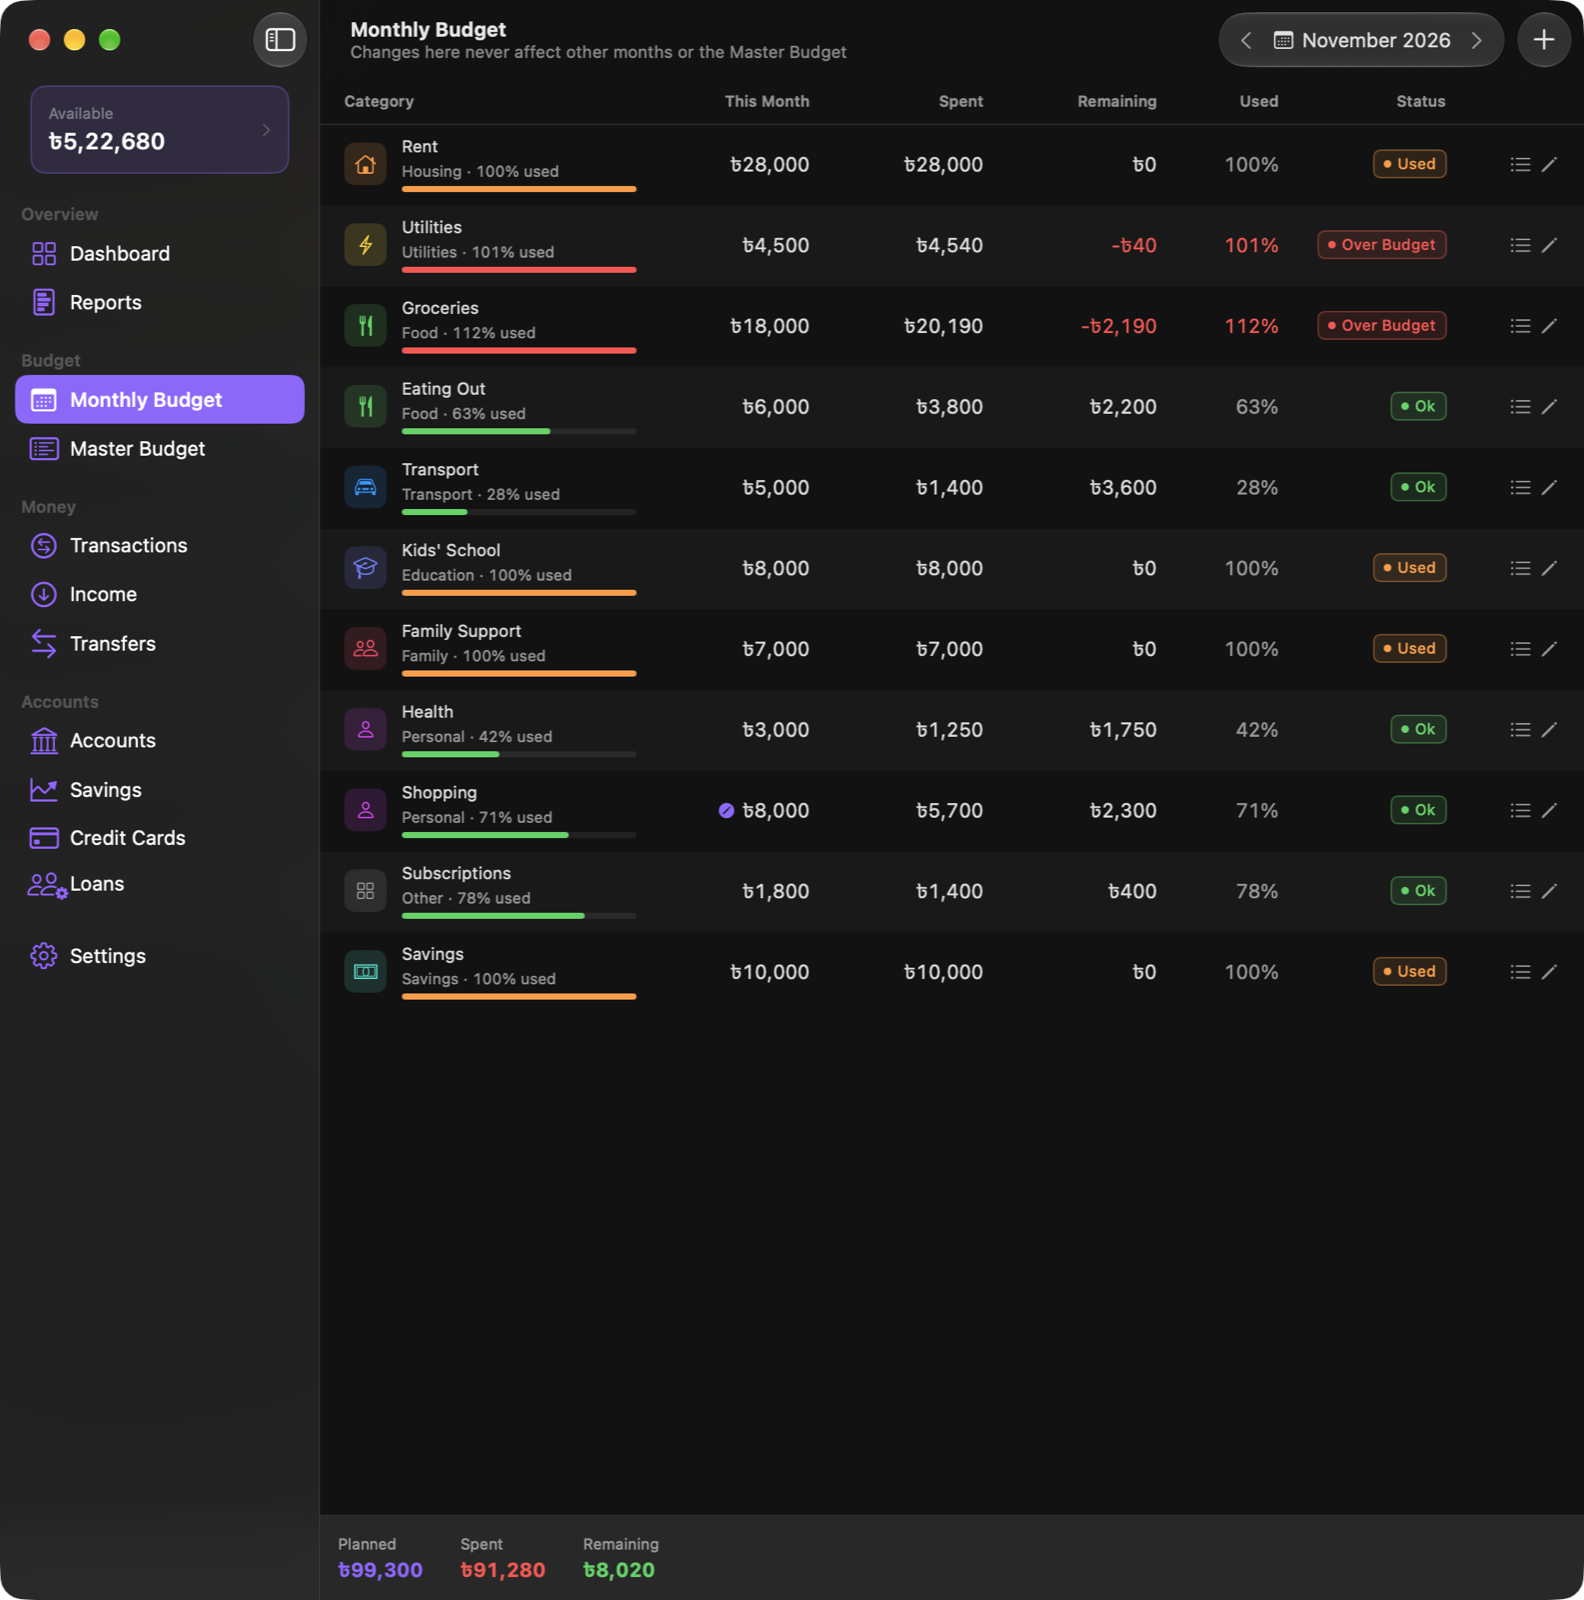 Available
৳5,22,680
Overview
Dashboard
Reports
Budget
Monthly Budget
Master Budget
Money
Transactions
Income
Transfers
Accounts
Accounts
Savings
Credit Cards
Loans
Settings
Monthly Budget
Changes here never affect other months or the Master Budget
November 2026
Category This Month Spent Remaining Used Status
Rent
Housing · 100% used
৳28,000 ৳28,000 ৳0 100% Used
Utilities
Utilities · 101% used
৳4,500 ৳4,540 -৳40 101% Over Budget
Groceries
Food · 112% used
৳18,000 ৳20,190 -৳2,190 112% Over Budget
Eating Out
Food · 63% used
৳6,000 ৳3,800 ৳2,200 63% Ok
Transport
Transport · 28% used
৳5,000 ৳1,400 ৳3,600 28% Ok
Kids' School
Education · 100% used
৳8,000 ৳8,000 ৳0 100% Used
Family Support
Family · 100% used
৳7,000 ৳7,000 ৳0 100% Used
Health
Personal · 42% used
৳3,000 ৳1,250 ৳1,750 42% Ok
Shopping
Personal · 71% used
৳8,000 ৳5,700 ৳2,300 71% Ok
Subscriptions
Other · 78% used
৳1,800 ৳1,400 ৳400 78% Ok
Savings
Savings · 100% used
৳10,000 ৳10,000 ৳0 100% Used
Planned Spent Remaining
৳99,300 ৳91,280 ৳8,020